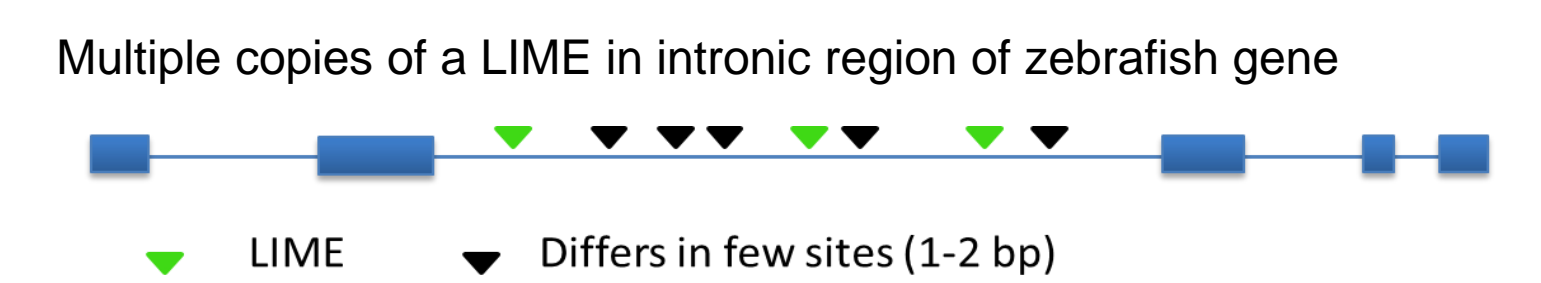 Multiple copies of a LIME in intronic region of zebrafish gene
LIME Differs in few sites (1-2 bp)